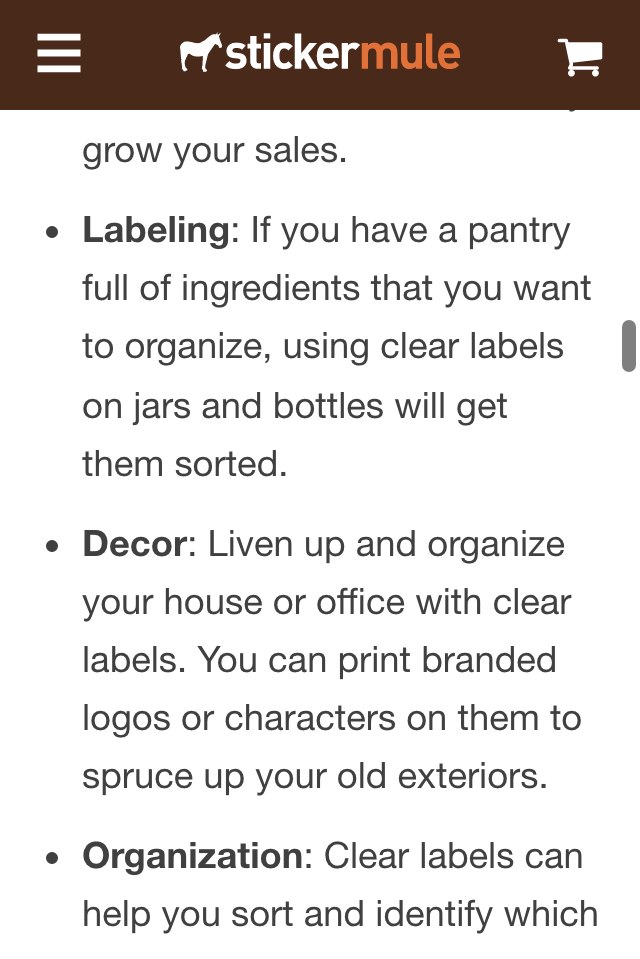 stickermule
grow your sales.
• Labeling: If you have a pantry
full of ingredients that you want
to organize, using clear labels
on jars and bottles will get
them sorted.
• Decor: Liven up and organize
your house or office with clear
labels. You can print branded
logos or characters on them to
spruce up your old exteriors.
• Organization: Clear labels can
help you sort and identify which